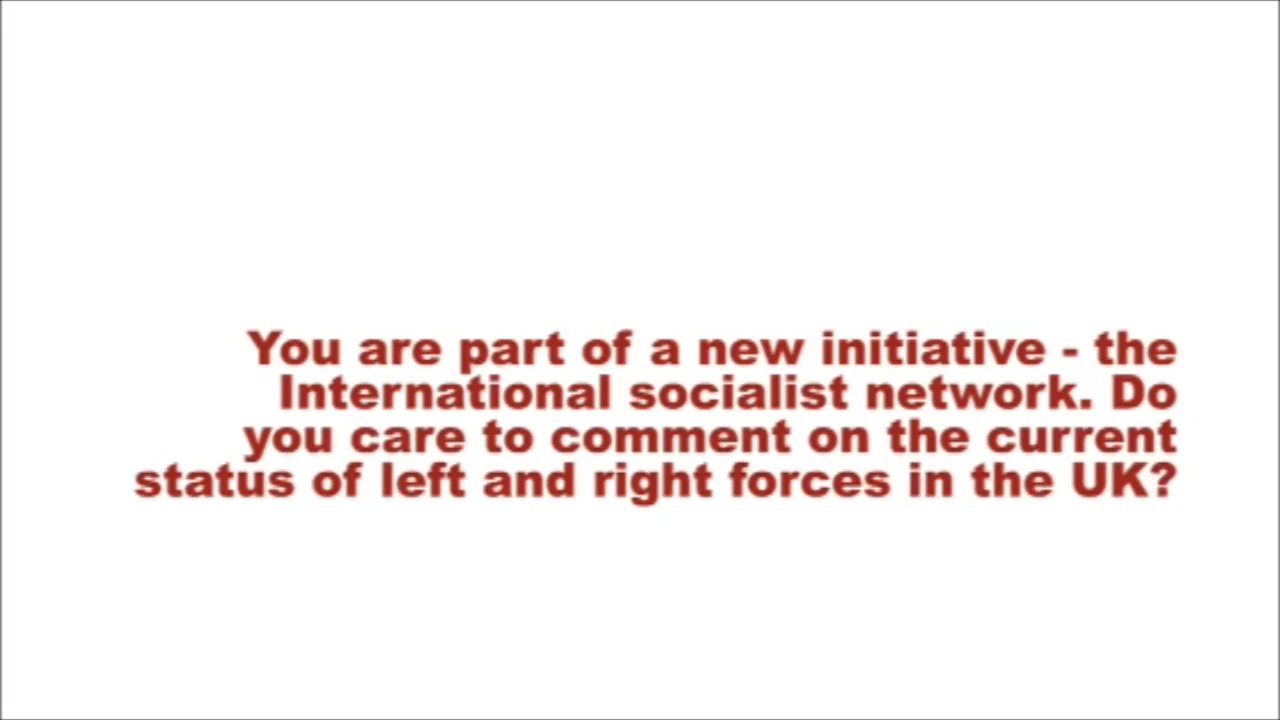 You are part of a new initiative - the
International socialist network. Do
you care to comment on the current
status of left and right forces in the UK?